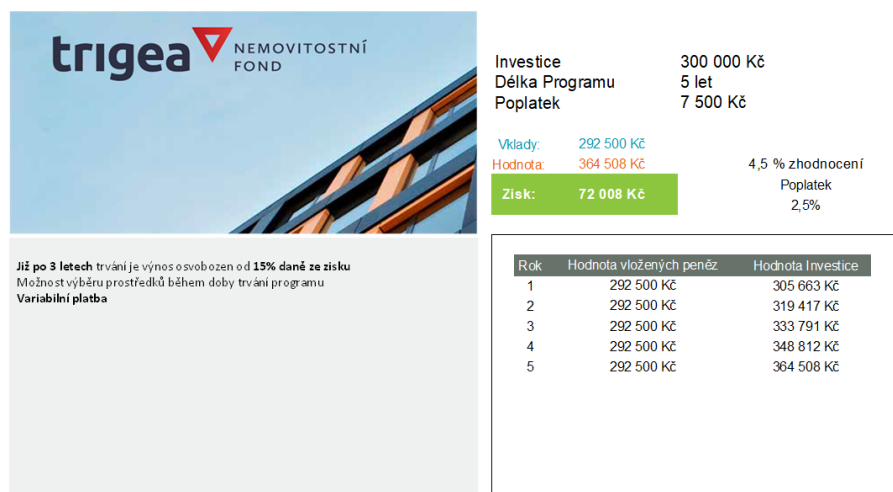 trigea NEMOVITOSTNÍ
FOND
Již po 3 letech trvání je výnos osvobozen od 15% daně ze zisku
Možnost výběru prostředků během doby trvání programu
Variabilní platba
Investice 300 000 Kč
Délka Programu 5 let
Poplatek 7 500 Kč
Vklady: 292 500 Kč
Hodnota: 364 508 Kč
Zisk: 72 008 Kč
4,5 % zhodnocení
Poplatek
2,5%
Rok Hodnota vložených peněz Hodnota Investice
1 292 500 Kč 305 663 Kč
2 292 500 Kč 319 417 Kč
3 292 500 Kč 333 791 Kč
4 292 500 Kč 348 812 Kč
5 292 500 Kč 364 508 Kč